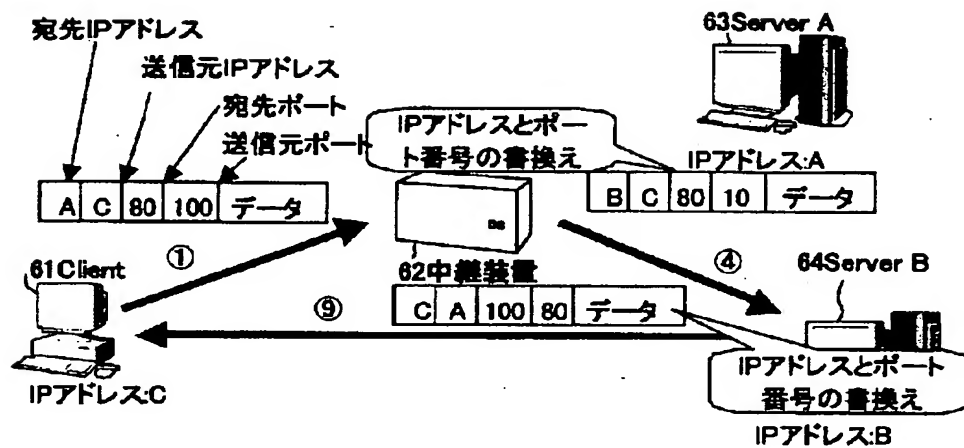 宛先IPアドレス
送信元IPアドレス
宛先ポート
送信元ポート
A C 80 100 データ
IPアドレスとポー
ト番号の書換え
63Server A
IPアドレス:A
B C 80 10 データ
①
61Client
IPアドレス:C
62中継装置
④
64Server B
⑨
C A 100 80 データ
IPアドレスとポート
番号の書換え
IPアドレス:B